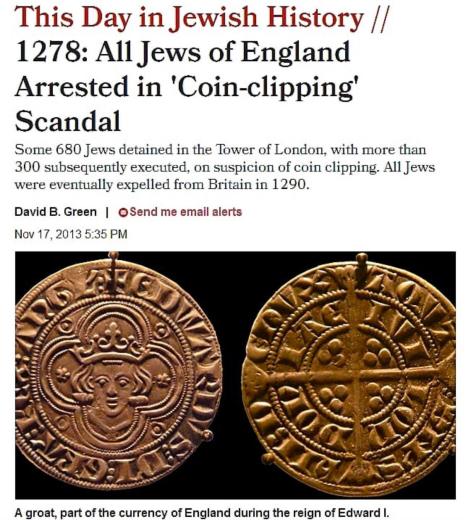 This Day in Jewish History //
1278: All Jews of England
Arrested in 'Coin-clipping'
Scandal
Some 680 Jews detained in the Tower of London, with more than
300 subsequently executed, on suspicion of coin clipping. All Jews
were eventually expelled from Britain in 1290.
David B. Green | Send me email alerts
Nov 17, 2013 5:35 PM
A groat, part of the currency of England during the reign of Edward I.